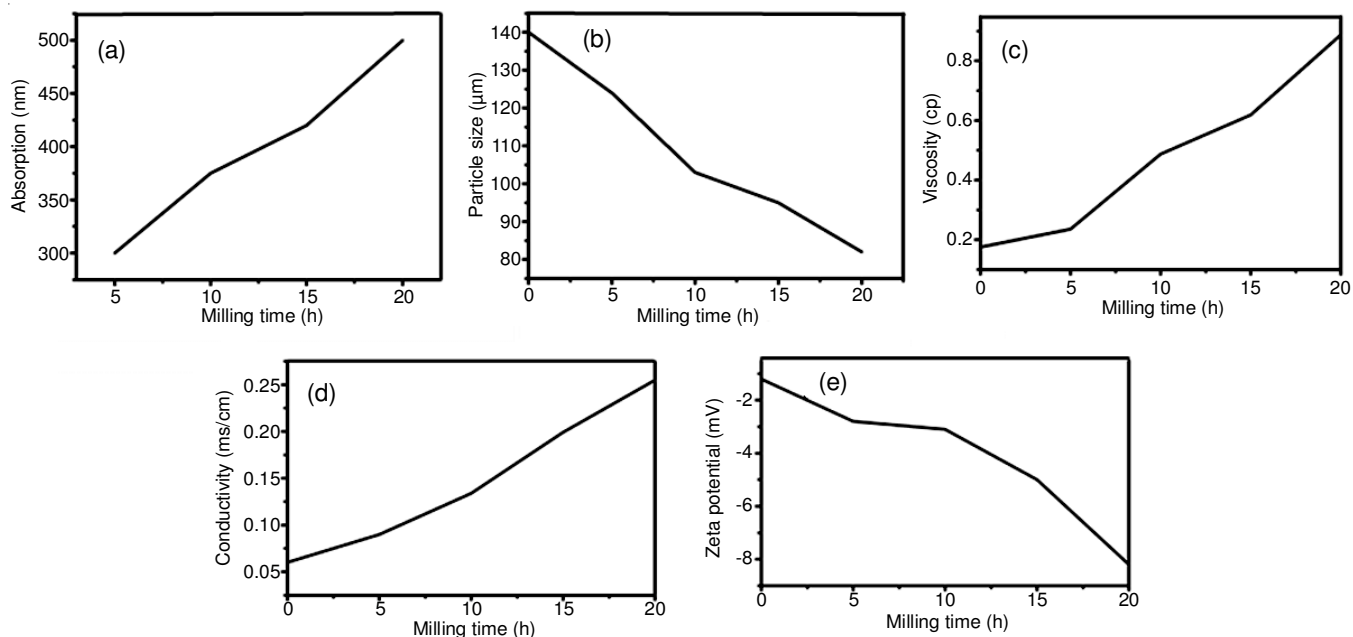 (a)
Absorption (nm)
500
450
400
350
300
5 10 15 20
Milling time (h)
(b)
Particle size (µm)
140
130
120
110
100
90
80
0 5 10 15 20
Milling time (h)
(c)
Viscosity (cp)
0.8
0.6
0.4
0.2
0 5 10 15 20
Milling time (h)
(d)
Conductivity (ms/cm)
0.25
0.20
0.15
0.10
0.05
0 5 10 15 20
Milling time (h)
(e)
Zeta potential (mV)
-2
-4
-6
-8
0 5 10 15 20
Milling time (h)